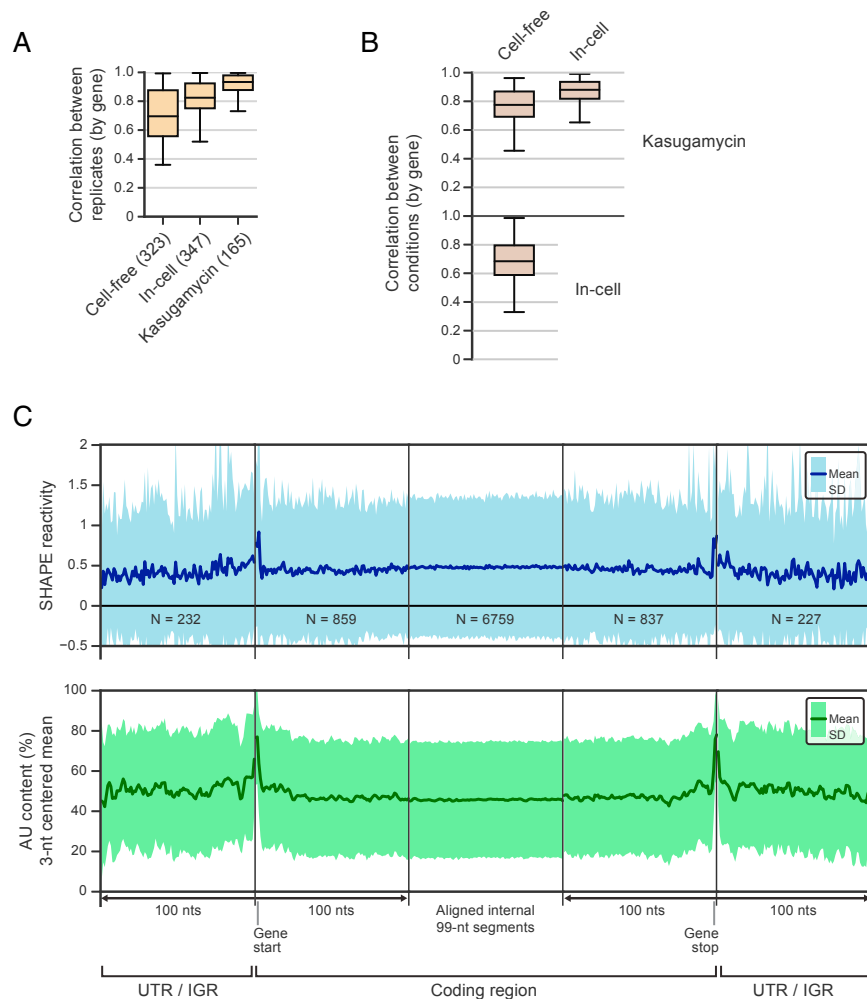 A
Correlation between
replicates (by gene)
1.0
0.8
0.6
0.4
0.2
0
Cell-free (323)
In-cell (347)
Kasugamycin (165)
B
Cell-free
In-cell
Correlation between
conditions (by gene)
1.0
0.8
0.6
0.4
0.2
1.0
0.8
0.6
0.4
0.2
0
Kasugamycin
In-cell
C
SHAPE reactivity
2
1.5
1
0.5
0
−0.5
Mean
SD
N = 232
N = 859
N = 6759
N = 837
N = 227
AU content (%)
3-nt centered mean
100
80
60
40
20
0
Mean
SD
100 nts
100 nts
Aligned internal
99-nt segments
100 nts
100 nts
Gene
start
Gene
stop
UTR / IGR
Coding region
UTR / IGR